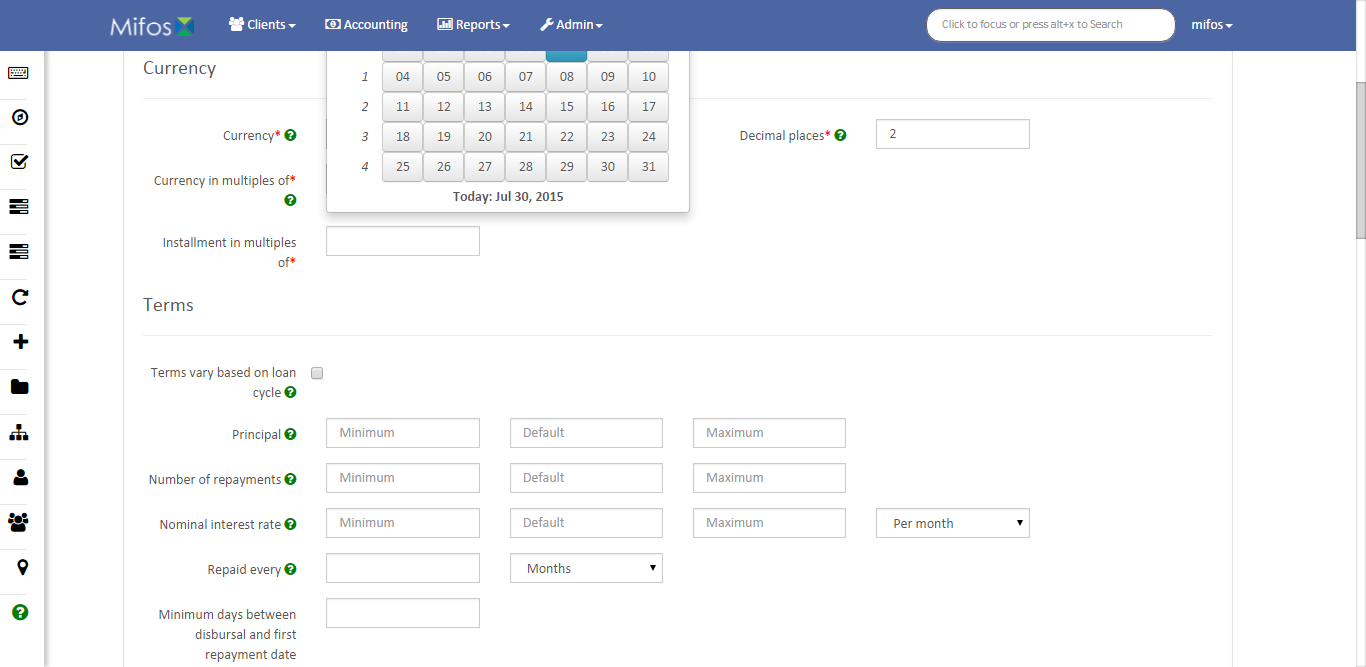 Mifos Clients Accounting Reports Admin Click to focus or press alt+x to Search mifos
Currency
1 04 05 06 07 08 09 10
2 11 12 13 14 15 16 17
3 18 19 20 21 22 23 24
4 25 26 27 28 29 30 31
Today: Jul 30, 2015
Currency* Decimal places* 2
Currency in multiples of*
Installment in multiples
of*
Terms
Terms vary based on loan
cycle
Principal Minimum Default Maximum
Number of repayments Minimum Default Maximum
Nominal interest rate Minimum Default Maximum Per month
Repaid every Months
Minimum days between
disbursal and first
repayment date